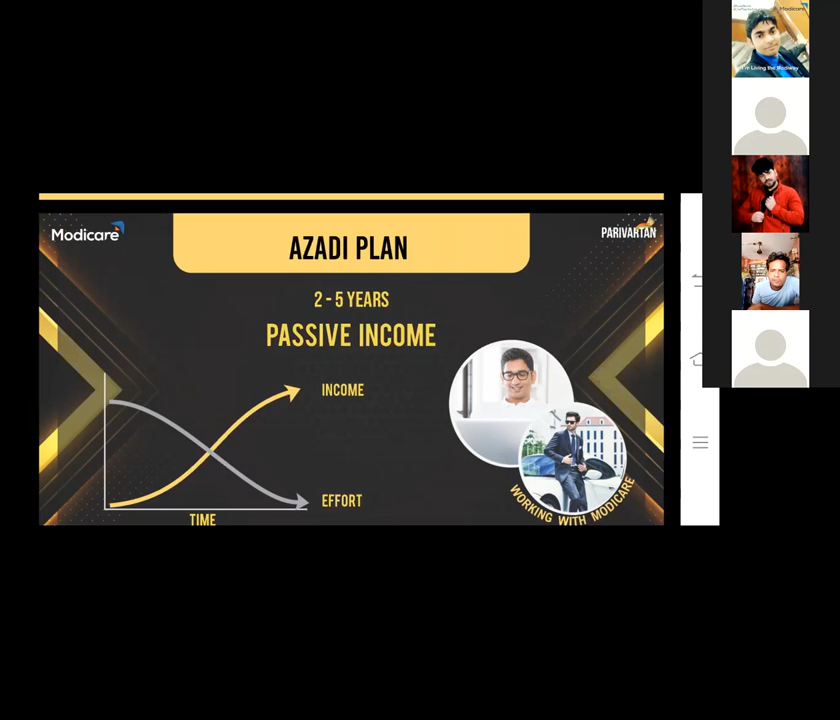 Modicare
AZADI PLAN
PARIVARTAN
2 - 5 YEARS
PASSIVE INCOME
INCOME
EFFORT
TIME
WORKING WITH MODICARE
Modicare
I'm Living the Modiway